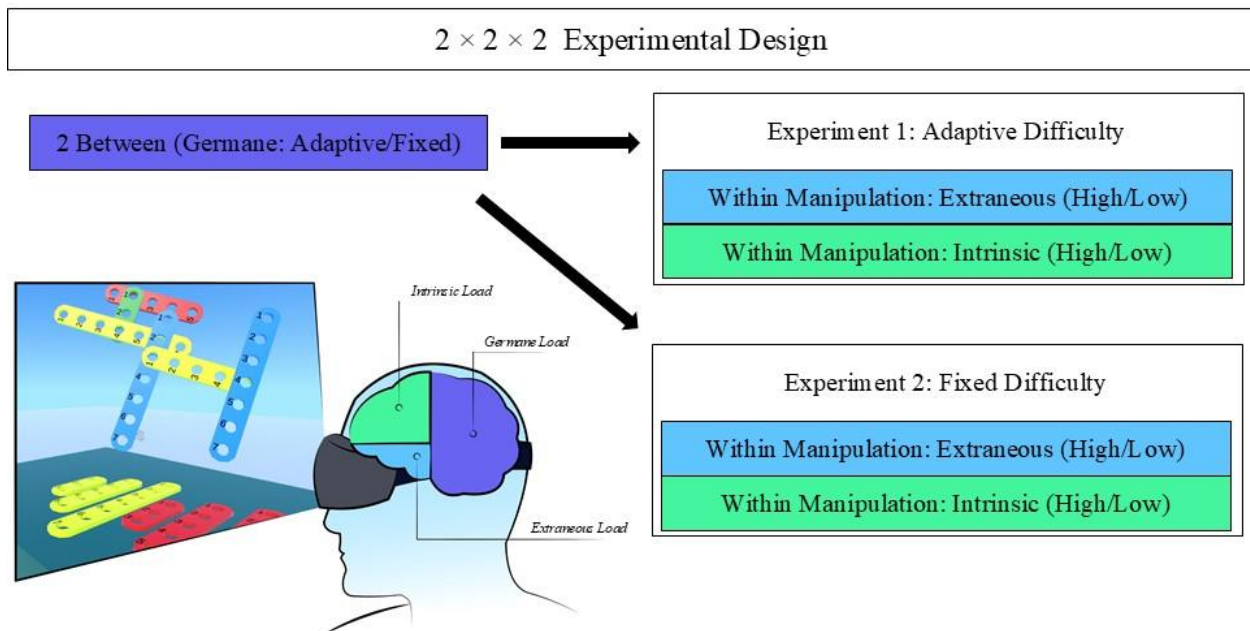 2 × 2 × 2 Experimental Design
2 Between (Germane: Adaptive/Fixed)
Experiment 1: Adaptive Difficulty
Within Manipulation: Extraneous (High/Low)
Within Manipulation: Intrinsic (High/Low)
Intrinsic Load
Germane Load
Extraneous Load
Experiment 2: Fixed Difficulty
Within Manipulation: Extraneous (High/Low)
Within Manipulation: Intrinsic (High/Low)